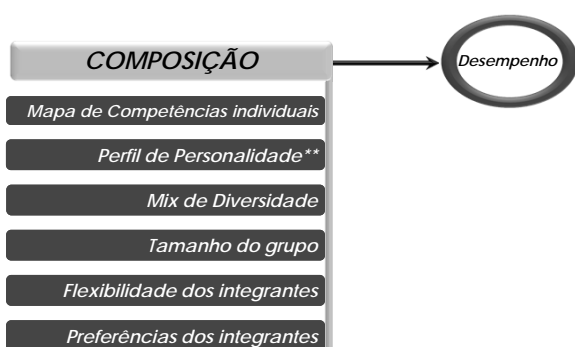 COMPOSIÇÃO
Desempenho
Mapa de Competências individuais
Perfil de Personalidade**
Mix de Diversidade
Tamanho do grupo
Flexibilidade dos integrantes
Preferências dos integrantes